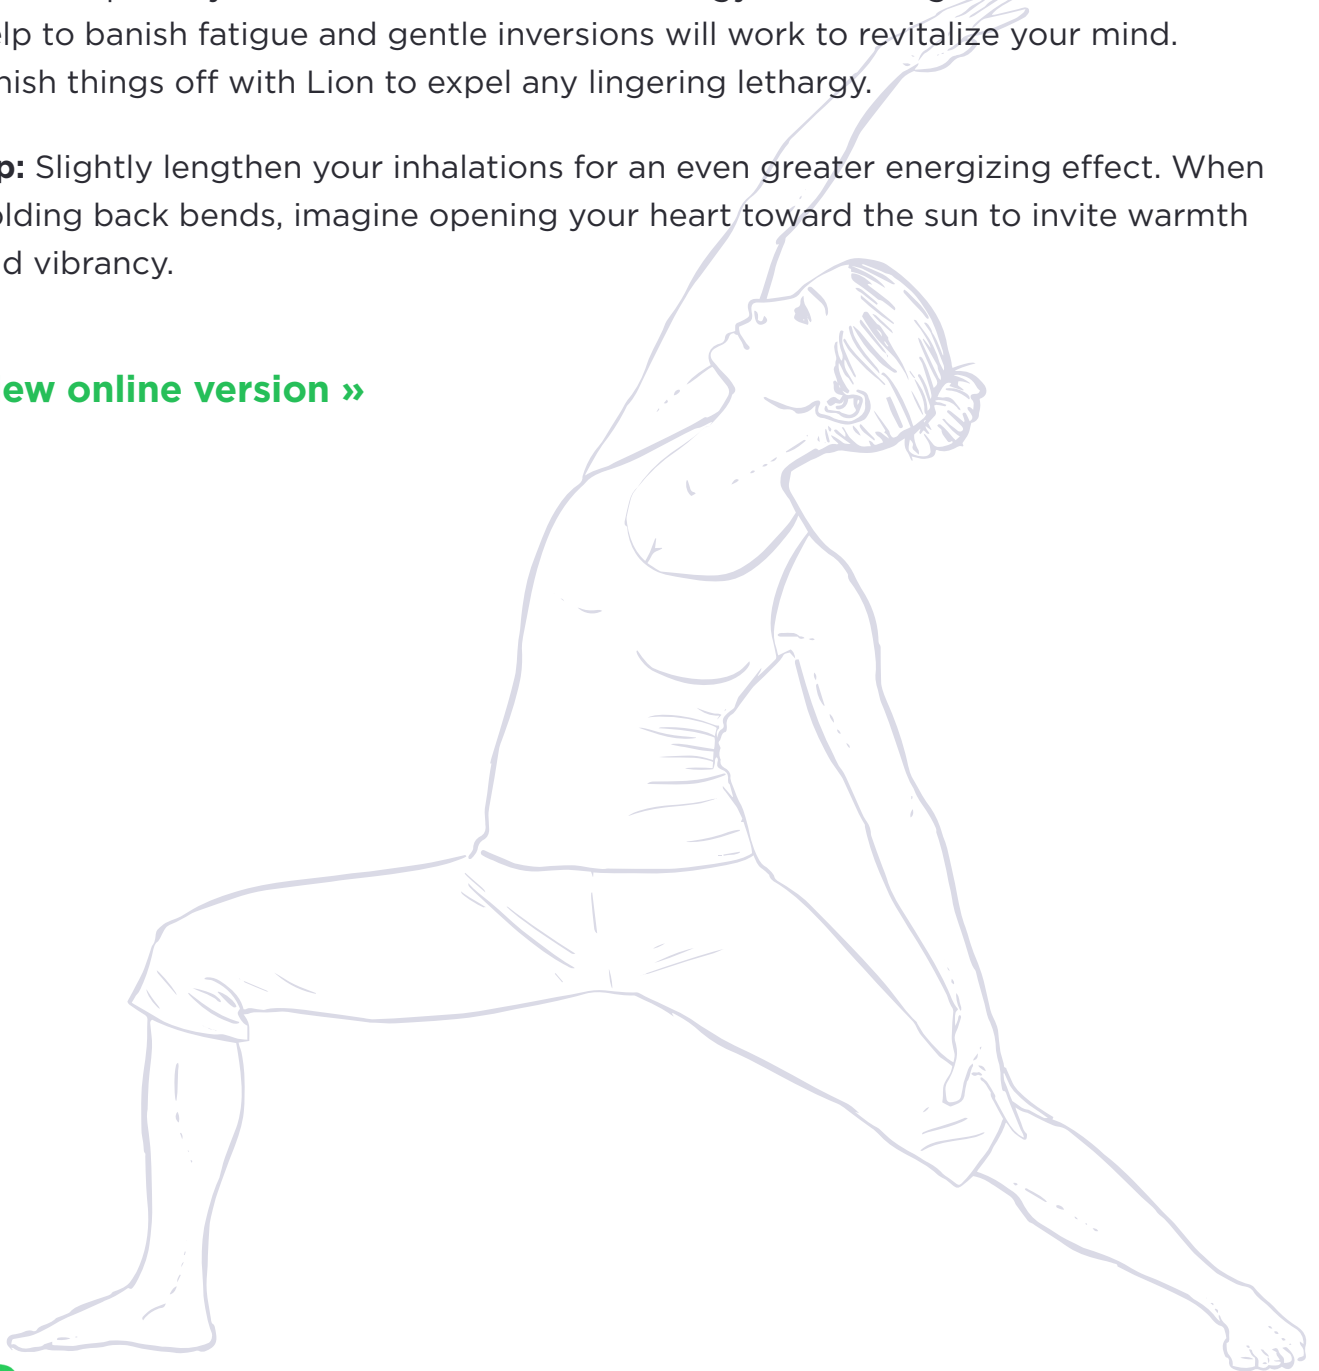 elp to banish fatigue and gentle inversions will work to revitalize your mind.
nish things off with Lion to expel any lingering lethargy.
p: Slightly lengthen your inhalations for an even greater energizing effect. When
olding back bends, imagine opening your heart toward the sun to invite warmth
d vibrancy.
ew online version »